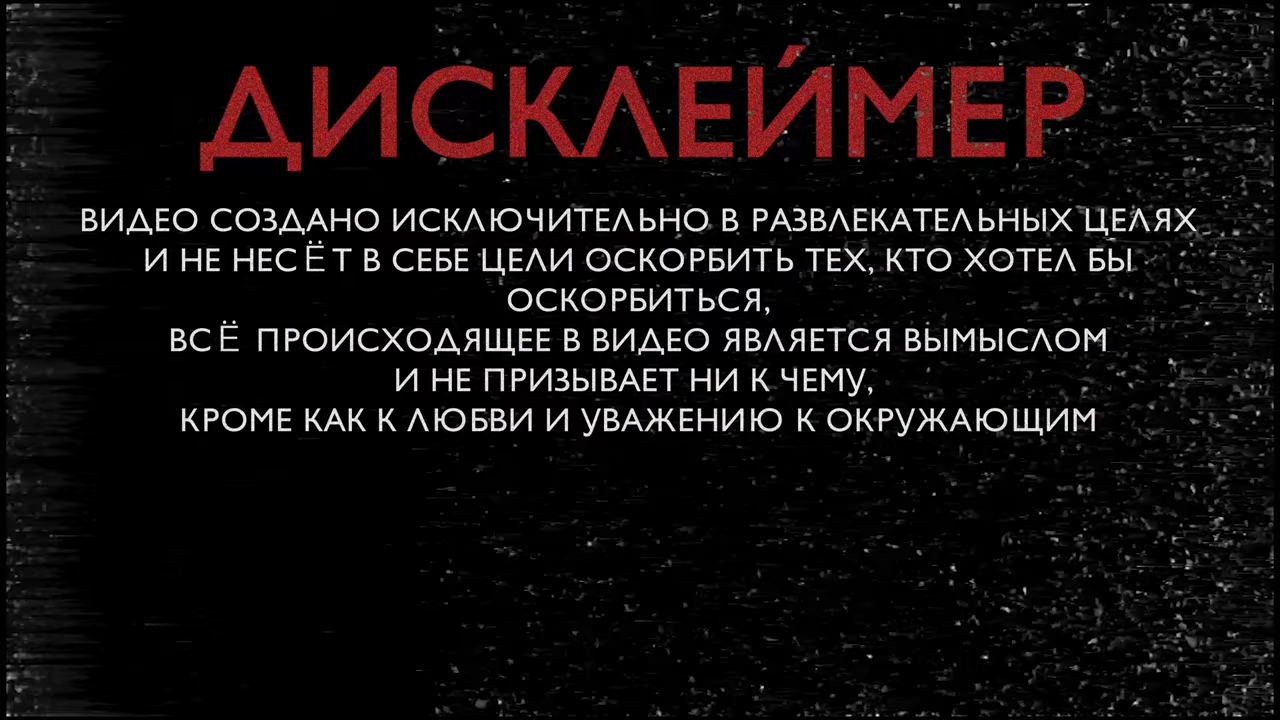 ДИСКЛЕЙМЕР
ВИДЕО СОЗДАНО ИСКЛЮЧИТЕЛЬНО В РАЗВЛЕКАТЕЛЬНЫХ ЦЕЛЯХ
И НЕ НЕСЁТ В СЕБЕ ЦЕЛИ ОСКОРБИТЬ ТЕХ, КТО ХОТЕЛ БЫ
ОСКОРБИТЬСЯ,
ВСЁ ПРОИСХОДЯЩЕЕ В ВИДЕО ЯВЛЯЕТСЯ ВЫМЫСЛОМ
И НЕ ПРИЗЫВАЕТ НИ К ЧЕМУ,
КРОМЕ КАК К ЛЮБВИ И УВАЖЕНИЮ К ОКРУЖАЮЩИМ